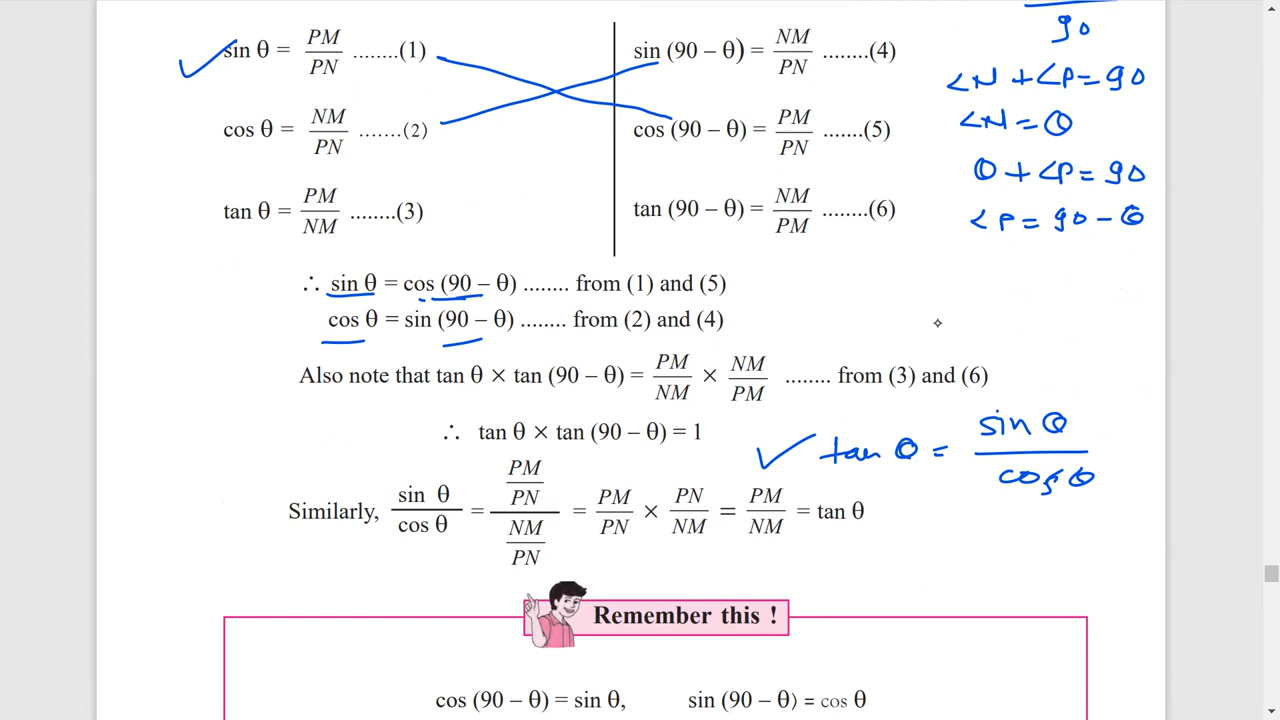 sin θ = PM/PN ........(1)
cos θ = NM/PN .......(2)
tan θ = PM/NM ........(3)
sin (90 – θ) = NM/PN ........(4)
cos (90 – θ) = PM/PN .......(5)
tan (90 – θ) = NM/PM ........(6)
90
∠N + ∠P = 90
∠N = θ
θ + ∠P = 90
∠P = 90 – θ
∴ sin θ = cos (90 – θ) ........ from (1) and (5)
cos θ = sin (90 – θ) ........ from (2) and (4)
Also note that tan θ × tan (90 – θ) = PM/NM × NM/PM ........ from (3) and (6)
∴ tan θ × tan (90 – θ) = 1
tan θ = sin θ/cos θ
Similarly, sin θ/cos θ = (PM/PN)/(NM/PN) = PM/PN × PN/NM = PM/NM = tan θ
Remember this !
cos (90 – θ) = sin θ, sin (90 – θ) = cos θ